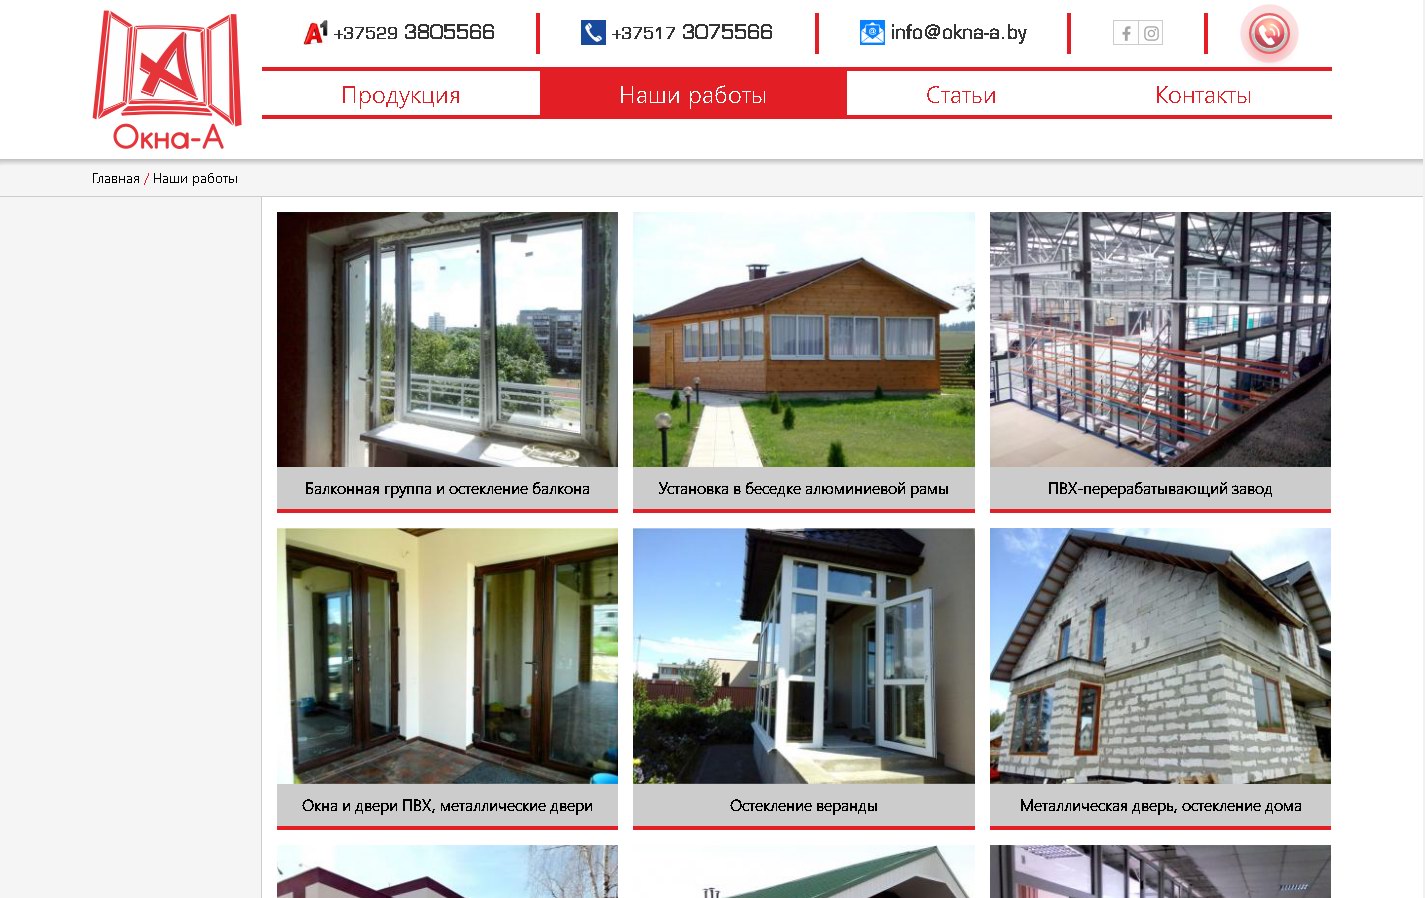 Окна-А
A1 +37529 3805566
+37517 3075566
info@okna-a.by
Продукция
Наши работы
Статьи
Контакты
Главная / Наши работы
Балконная группа и остекление балкона
Установка в беседке алюминиевой рамы
ПВХ-перерабатывающий завод
Окна и двери ПВХ, металлические двери
Остекление веранды
Металлическая дверь, остекление дома